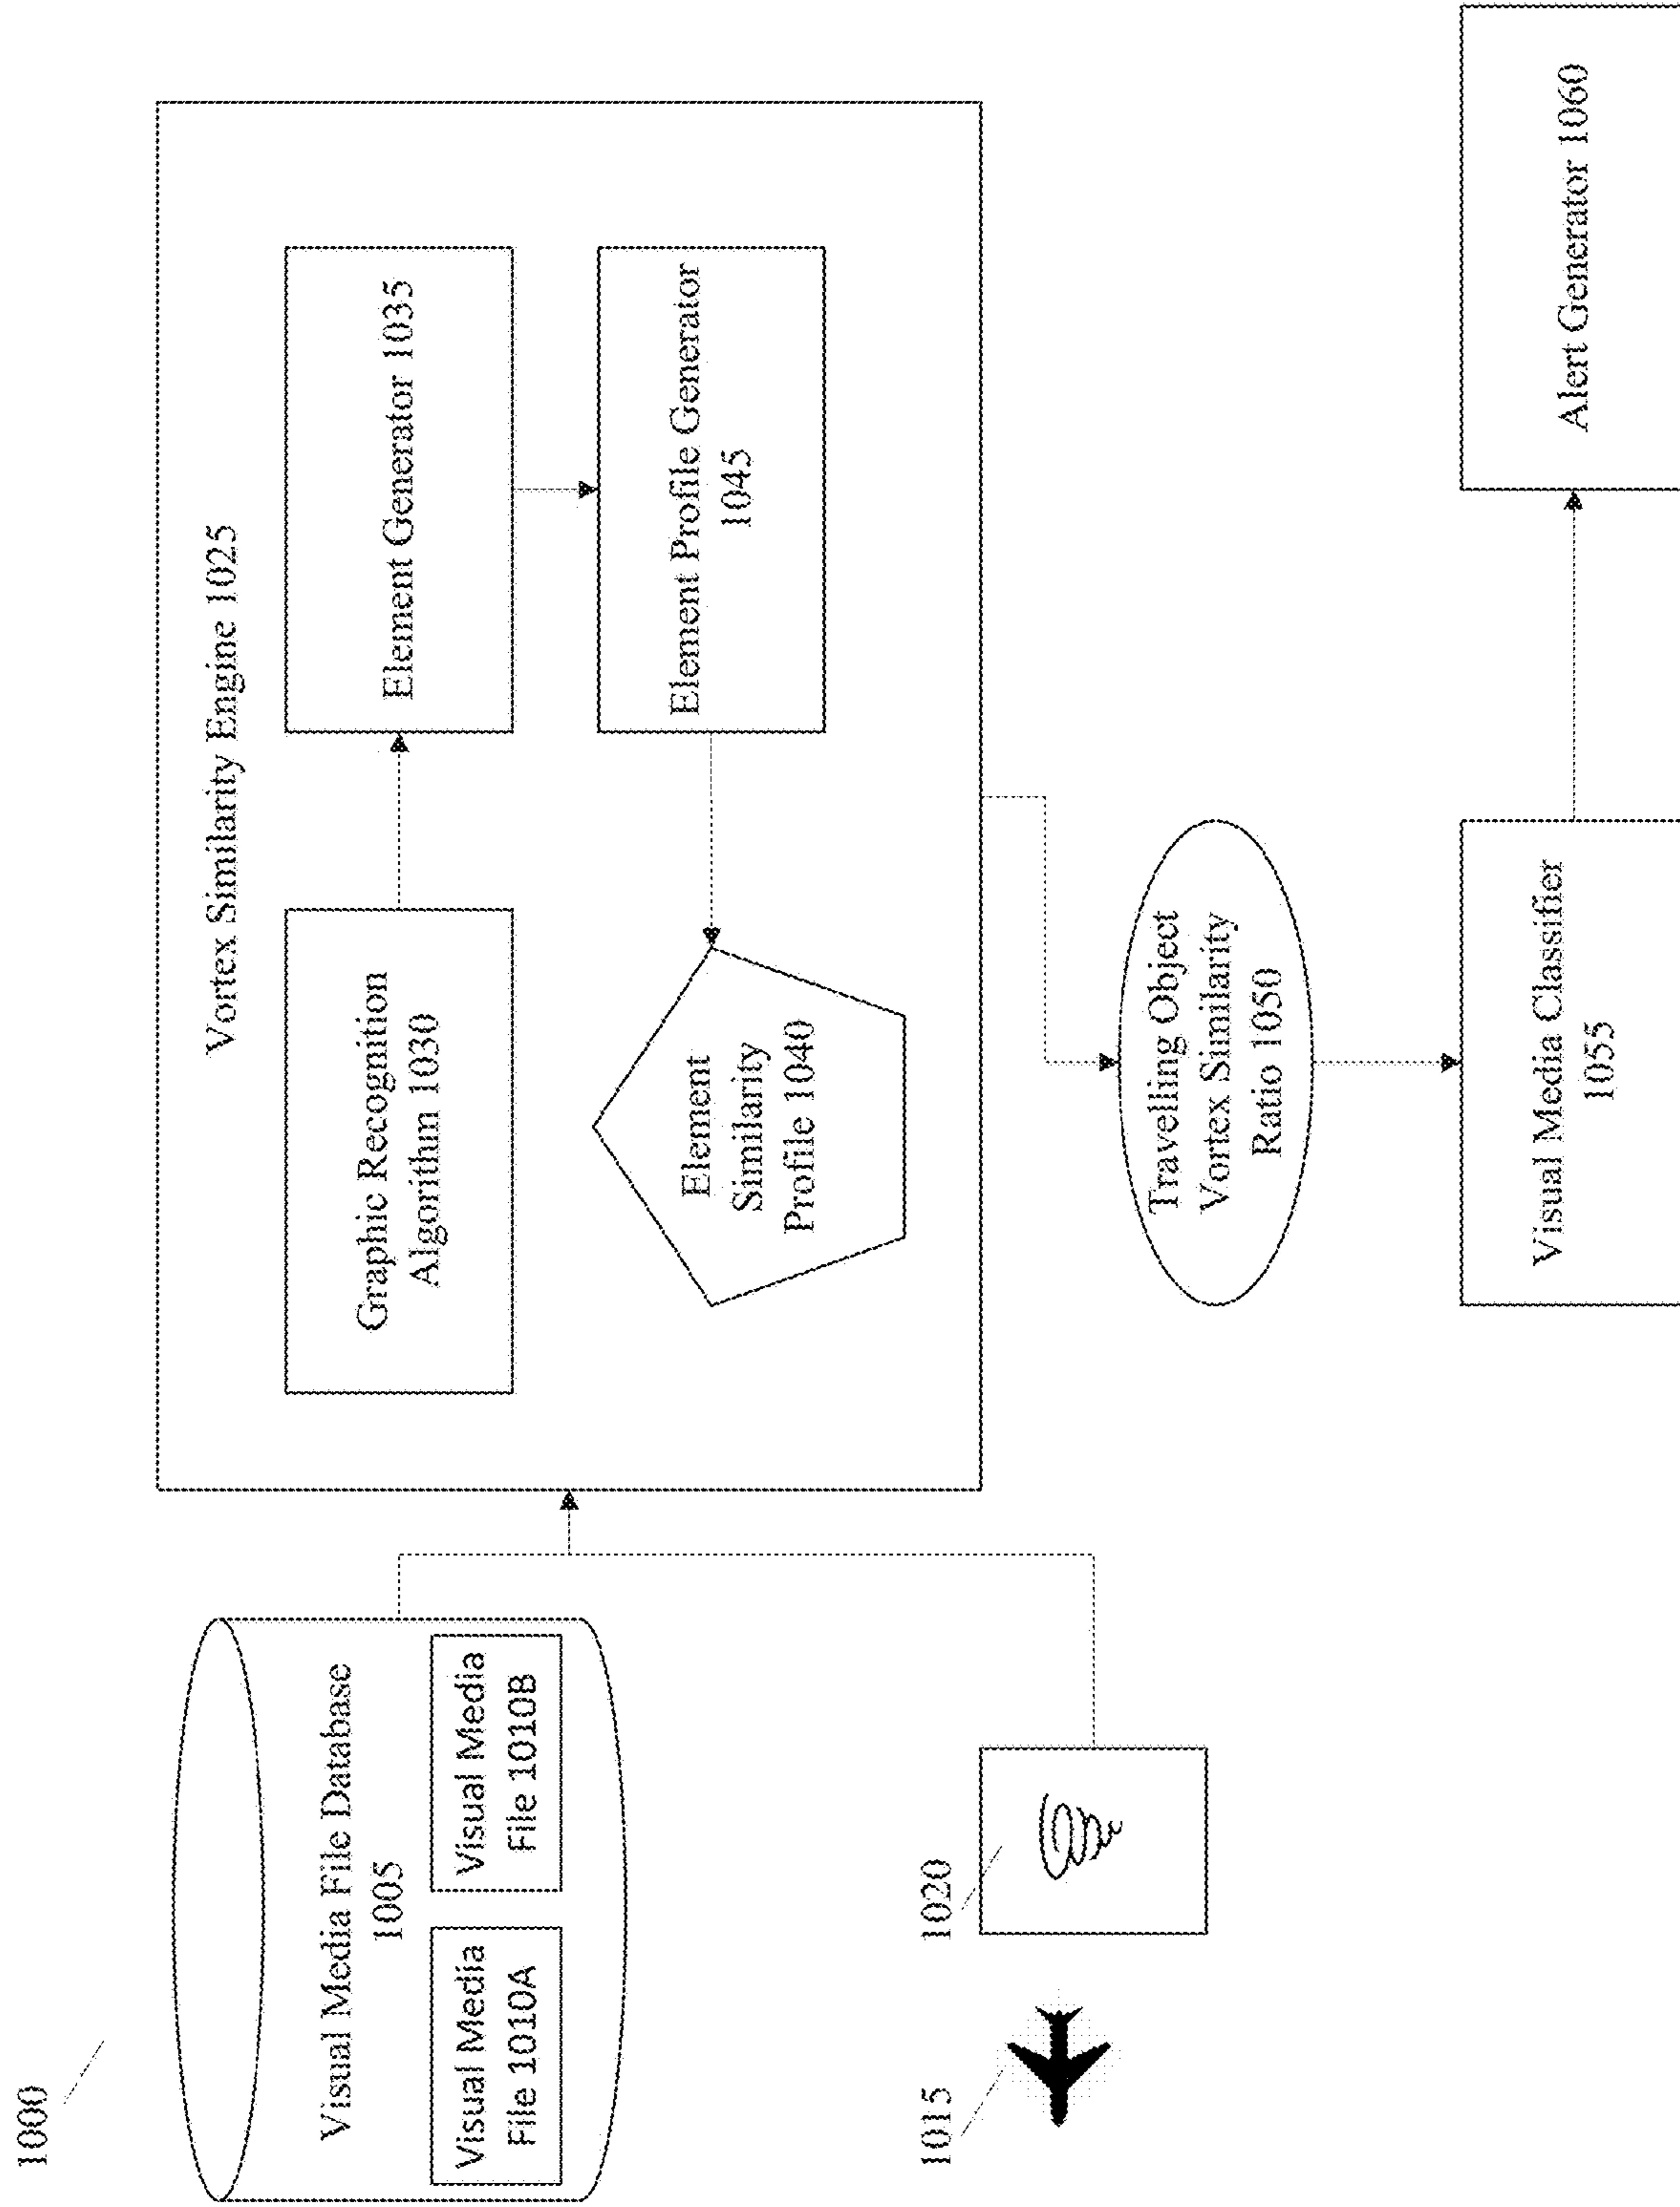 1000
Visual Media File Database
1005
Visual Media
File 1010A
Visual Media
File 1010B
1015
1020
Vortex Similarity Engine 1025
Graphic Recognition
Algorithm 1030
Element Generator 1035
Element
Similarity
Profile 1040
Element Profile Generator
1045
Travelling Object
Vortex Similarity
Ratio 1050
Visual Media Classifier
1055
Alert Generator 1060